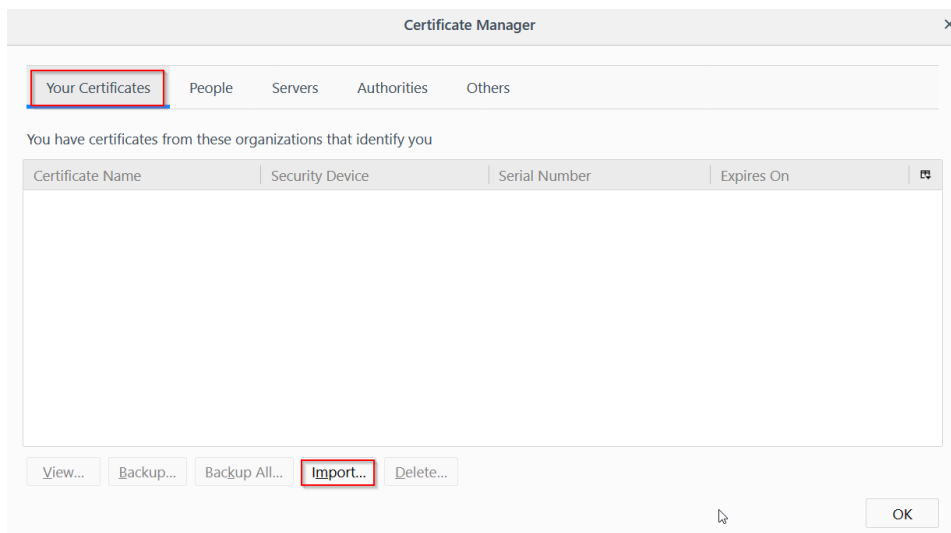 Certificate Manager
Your Certificates People Servers Authorities Others
You have certificates from these organizations that identify you
Certificate Name Security Device Serial Number Expires On
View... Backup... Backup All... Import... Delete...
OK